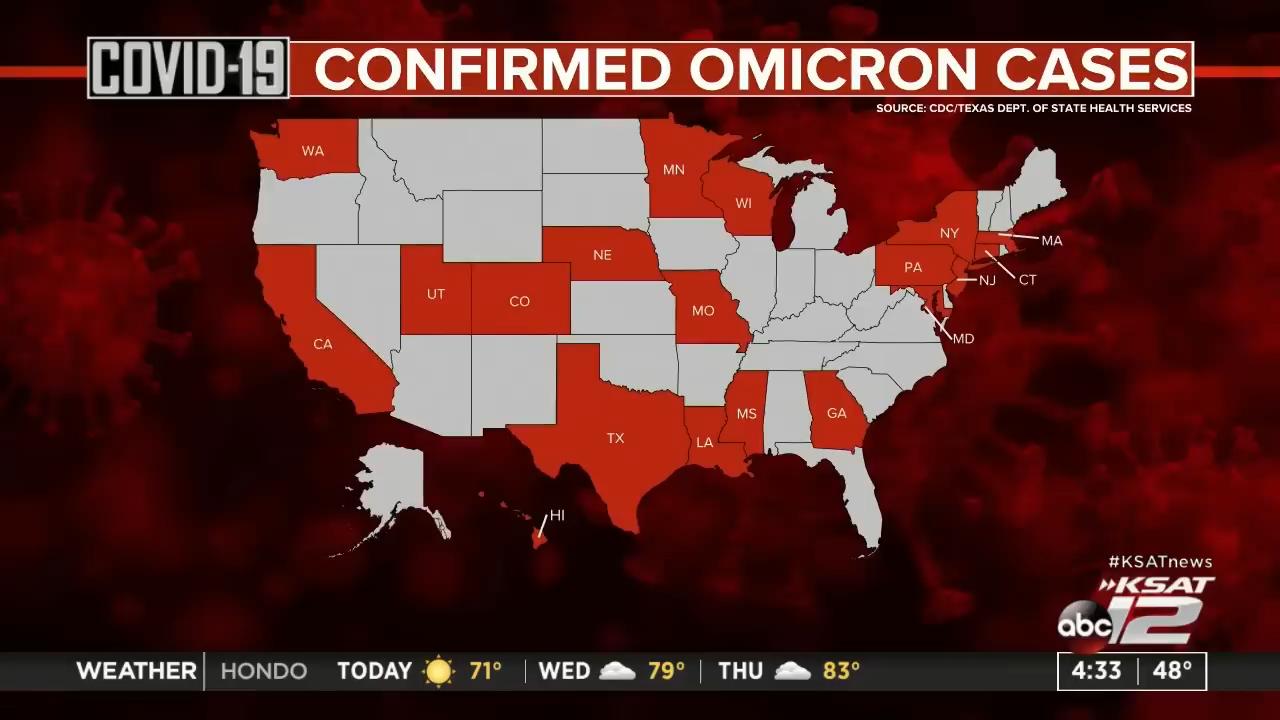 COVID-19 CONFIRMED OMICRON CASES
SOURCE: CDC/TEXAS DEPT. OF STATE HEALTH SERVICES
WA
MN
WI
NY
MA
NE
PA
NJ
CT
UT
CO
MO
MD
CA
MS
GA
TX
LA
HI
#KSATnews
KSAT
abc 12
WEATHER HONDO TODAY 71° WED 79° THU 83° 4:33 48°